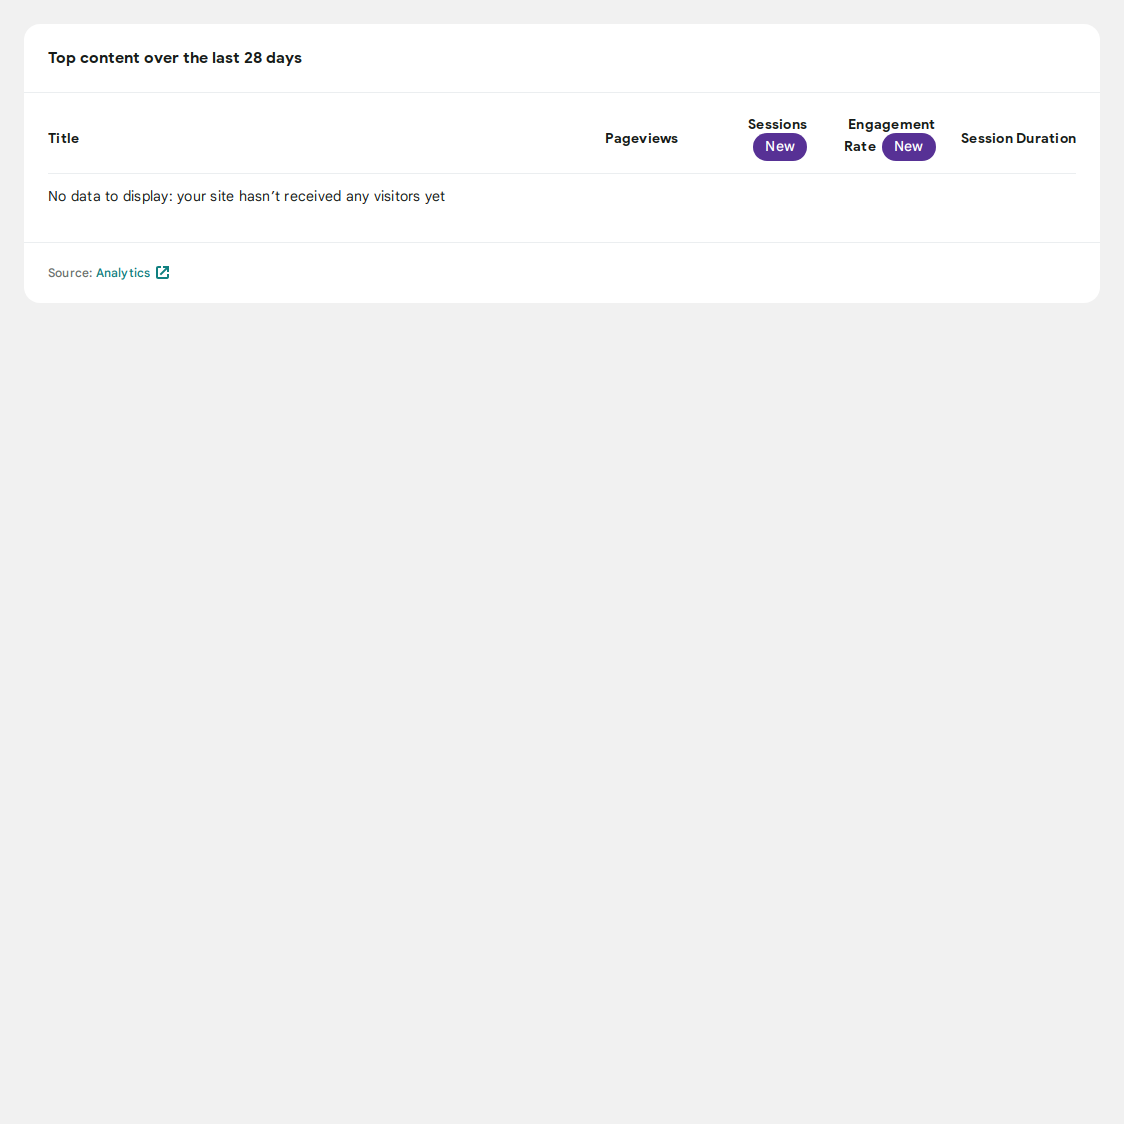 Top content over the last 28 days
Title
Pageviews
Sessions
New
Engagement
Rate New
Session Duration
No data to display: your site hasn’t received any visitors yet
Source: Analytics